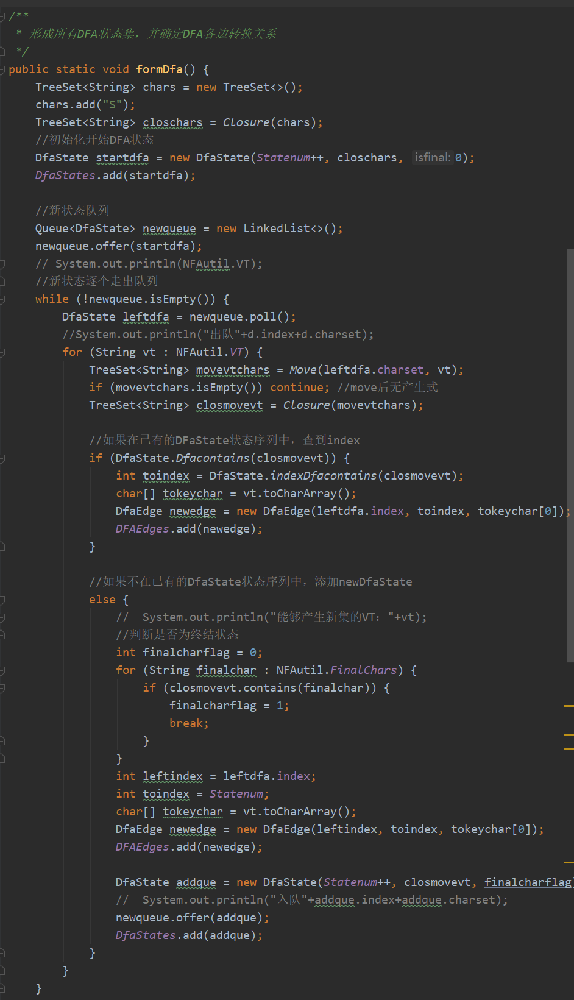 /**
 * 形成所有DFA状态集，并确定DFA各边转换关系
 */
public static void formDfa() {
    TreeSet<String> chars = new TreeSet<>();
    chars.add("S");
    TreeSet<String> closchars = Closure(chars);
    //初始化开始DFA状态
    DfaState startdfa = new DfaState(Statenum++, closchars, isfinal: 0);
    DfaStates.add(startdfa);

    //新状态队列
    Queue<DfaState> newqueue = new LinkedList<>();
    newqueue.offer(startdfa);
    // System.out.println(NFAutil.VT);
    //新状态逐个走出队列
    while (!newqueue.isEmpty()) {
        DfaState leftdfa = newqueue.poll();
        //System.out.println("出队"+d.index+d.charset);
        for (String vt : NFAutil.VT) {
            TreeSet<String> movevtchars = Move(leftdfa.charset, vt);
            if (movevtchars.isEmpty()) continue; //move后无产生式
            TreeSet<String> closmovevt = Closure(movevtchars);

            //如果在已有的DFaState状态序列中，查到index
            if (DfaState.Dfacontains(closmovevt)) {
                int toindex = DfaState.indexDfacontains(closmovevt);
                char[] tokeychar = vt.toCharArray();
                DfaEdge newedge = new DfaEdge(leftdfa.index, toindex, tokeychar[0]);
                DFAEdges.add(newedge);
            }

            //如果不在已有的DfaState状态序列中，添加newDfaState
            else {
                //  System.out.println("能够产生新集的VT："+vt);
                //判断是否为终结状态
                int finalcharflag = 0;
                for (String finalchar : NFAutil.FinalChars) {
                    if (closmovevt.contains(finalchar)) {
                        finalcharflag = 1;
                        break;
                    }
                }
                int leftindex = leftdfa.index;
                int toindex = Statenum;
                char[] tokeychar = vt.toCharArray();
                DfaEdge newedge = new DfaEdge(leftindex, toindex, tokeychar[0]);
                DFAEdges.add(newedge);

                DfaState addque = new DfaState(Statenum++, closmovevt, finalcharflag)
                //  System.out.println("入队"+addque.index+addque.charset);
                newqueue.offer(addque);
                DfaStates.add(addque);
            }
        }
    }